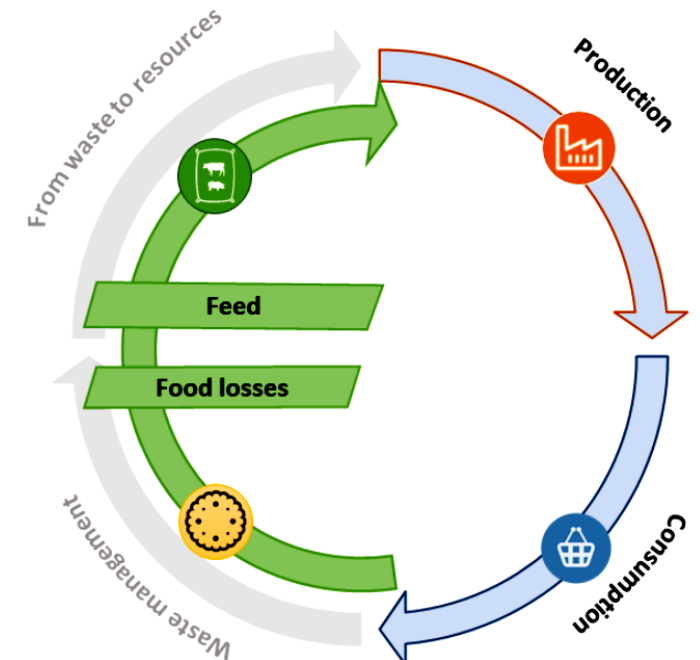 From waste to resources
Production
Feed
Food losses
Waste management
Consumption